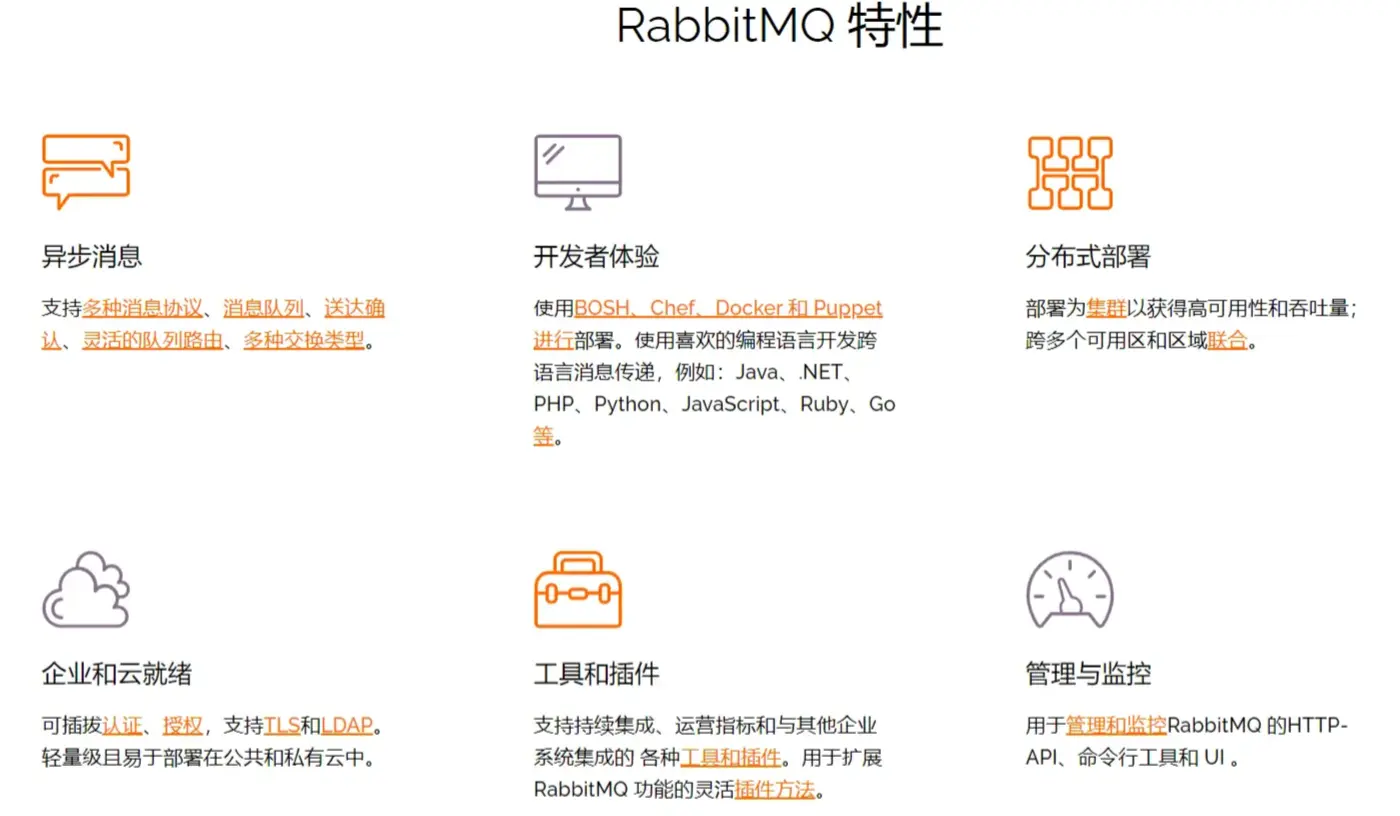 RabbitMQ 特性
异步消息
支持多种消息协议、消息队列、送达确
认、灵活的队列路由、多种交换类型。
开发者体验
使用BOSH、Chef、Docker 和 Puppet
进行部署。使用喜欢的编程语言开发跨
语言消息传递，例如：Java、.NET、
PHP、Python、JavaScript、Ruby、Go
等。
分布式部署
部署为集群以获得高可用性和吞吐量；
跨多个可用区和区域联合。
企业和云就绪
可插拔认证、授权，支持TLS和LDAP。
轻量级且易于部署在公共和私有云中。
工具和插件
支持持续集成、运营指标和与其他企业
系统集成的 各种工具和插件。用于扩展
RabbitMQ 功能的灵活插件方法。
管理与监控
用于管理和监控RabbitMQ 的HTTP-
API、命令行工具和 UI 。